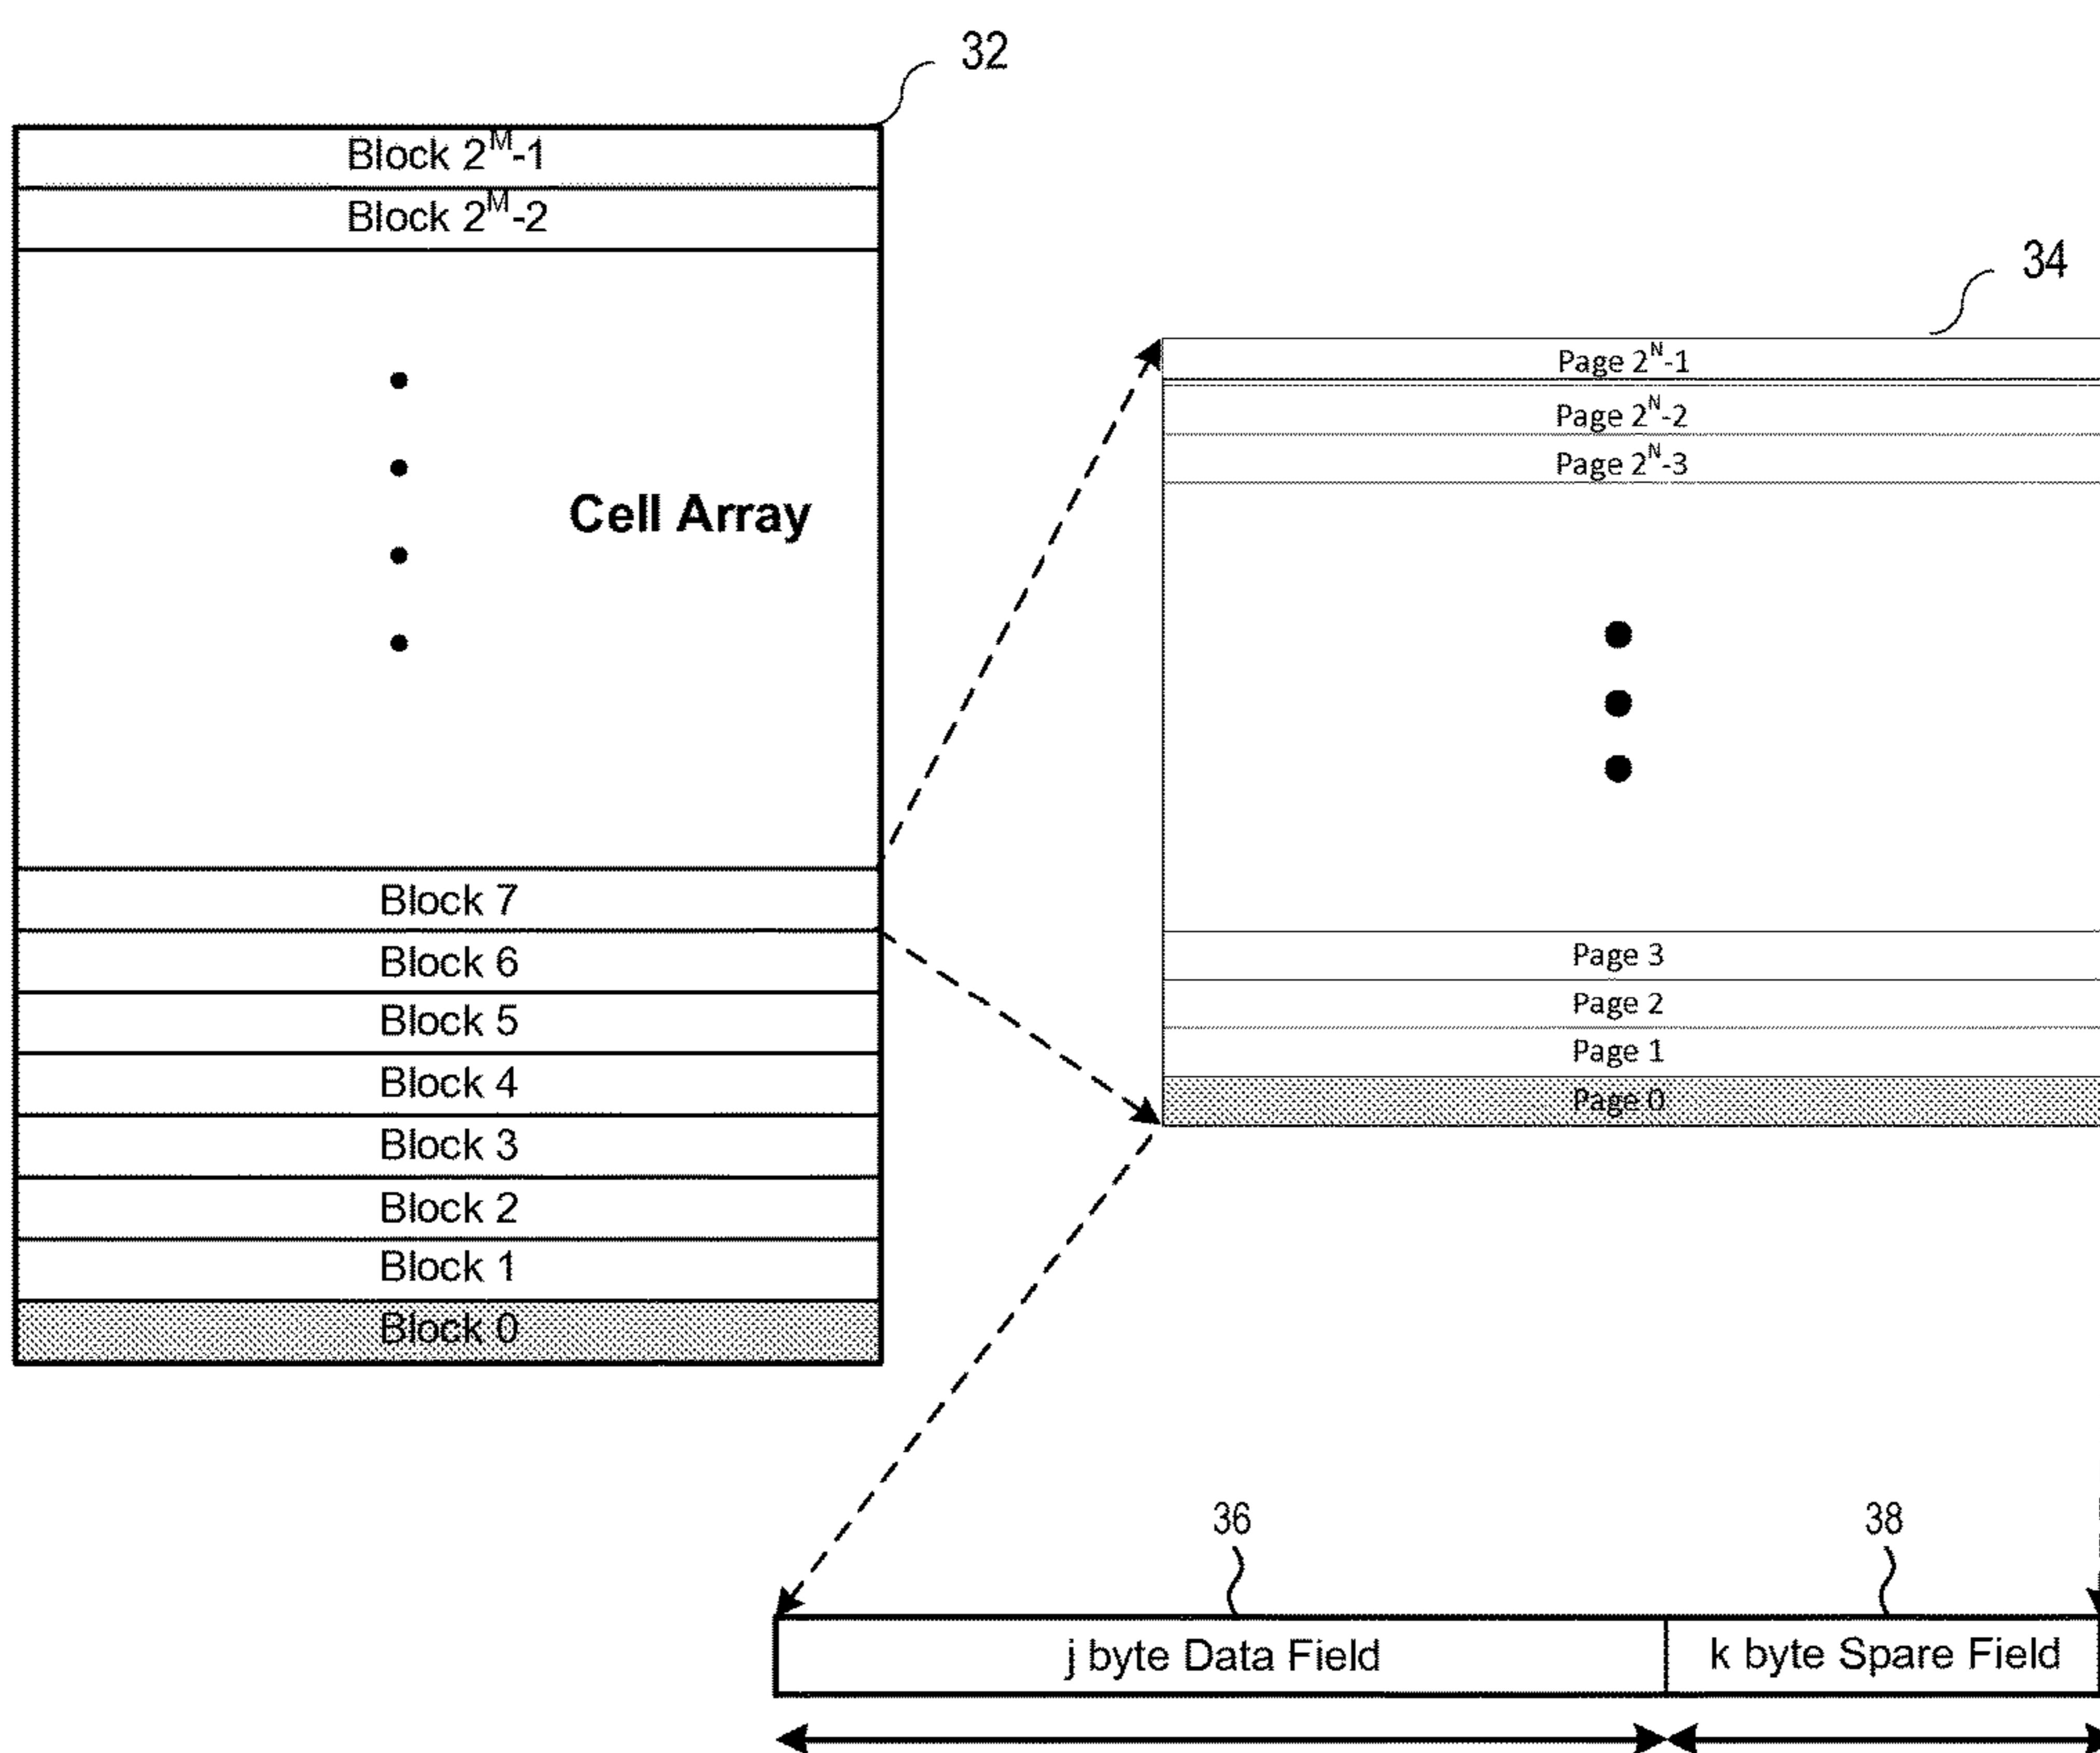 32
Block 2^M-1
Block 2^M-2
Cell Array
Block 7
Block 6
Block 5
Block 4
Block 3
Block 2
Block 1
Block 0
34
Page 2^N-1
Page 2^N-2
Page 2^N-3
Page 3
Page 2
Page 1
Page 0
36
38
j byte Data Field
k byte Spare Field